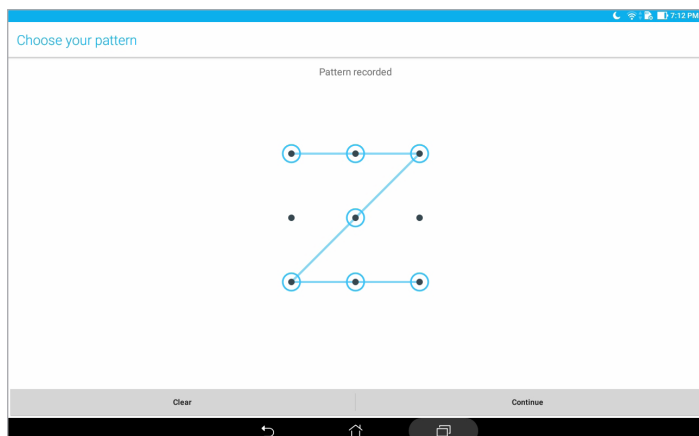 7:12 PM
Choose your pattern
Pattern recorded
Clear
Continue